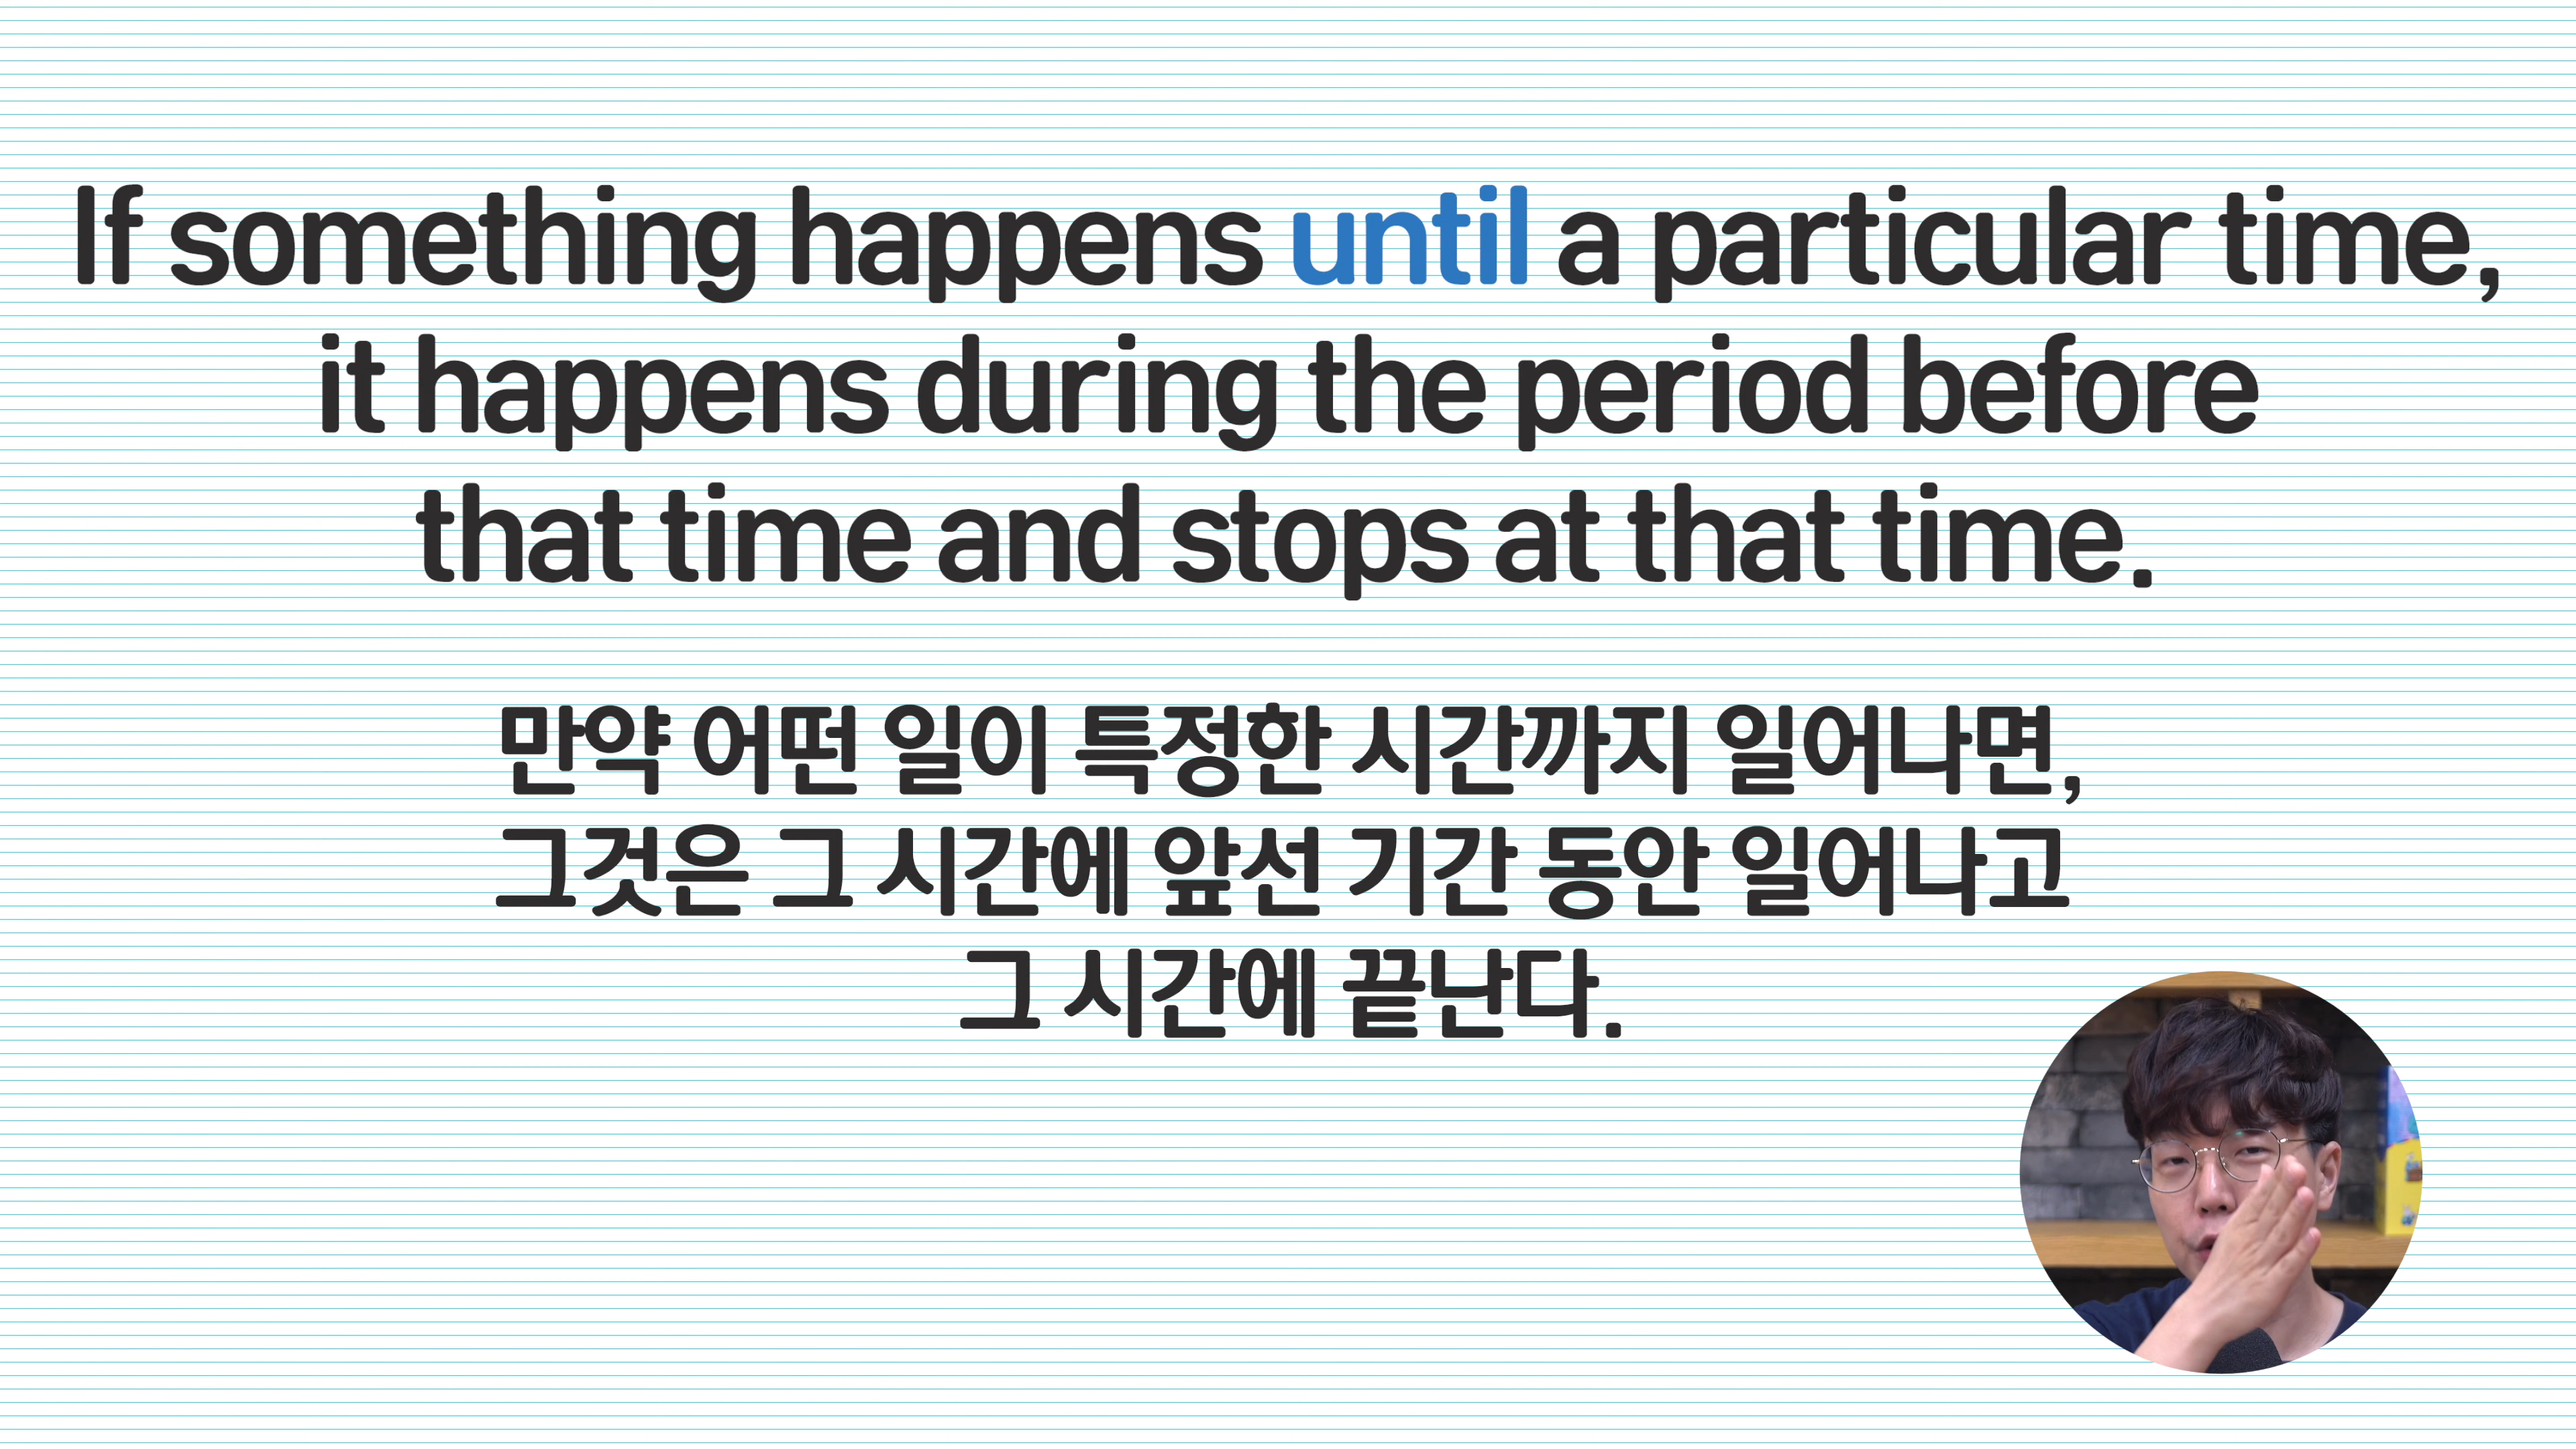 If something happens until a particular time,
it happens during the period before
that time and stops at that time.
만약 어떤 일이 특정한 시간까지 일어나면,
그것은 그 시간에 앞선 기간 동안 일어나고
그 시간에 끝난다.